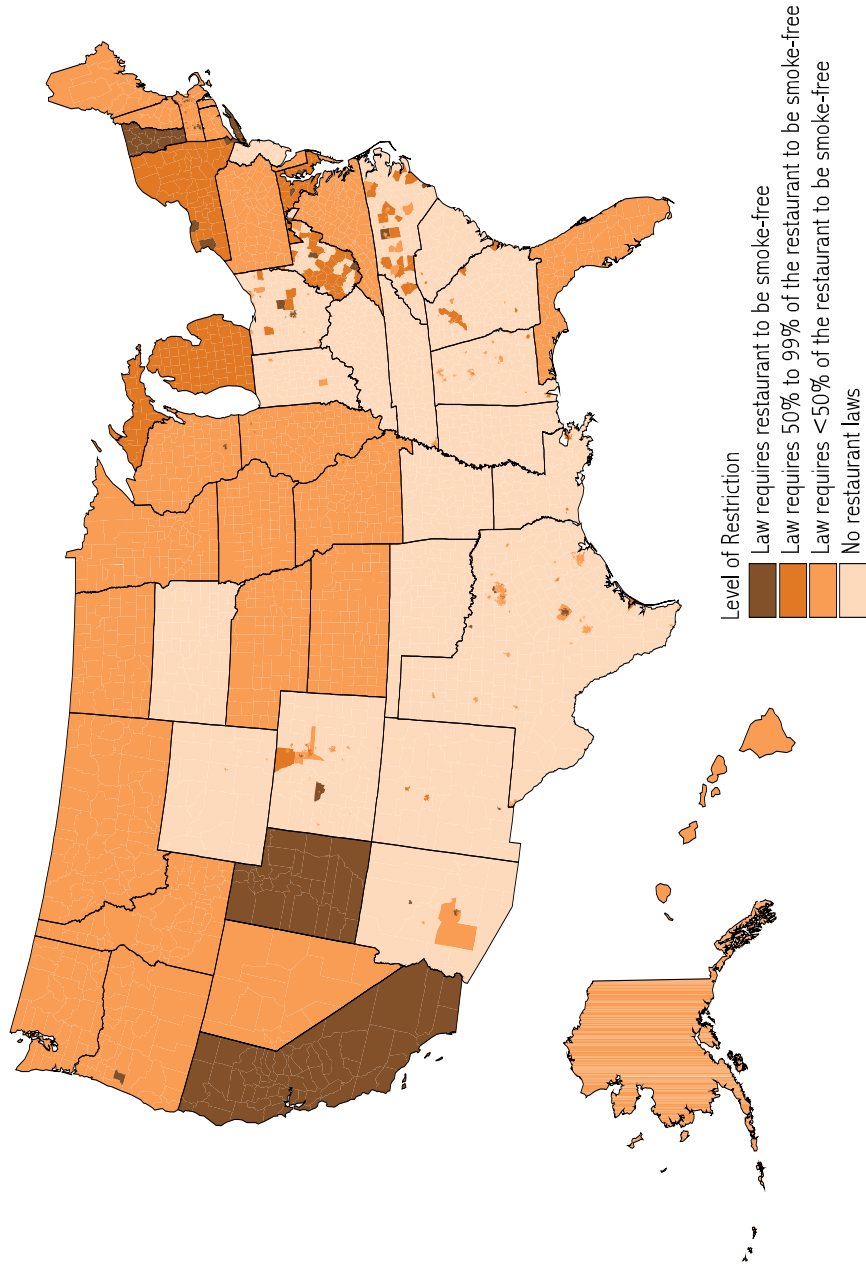 Level of Restriction
Law requires restaurant to be smoke-free
Law requires 50% to 99% of the restaurant to be smoke-free
Law requires <50% of the restaurant to be smoke-free
No restaurant laws